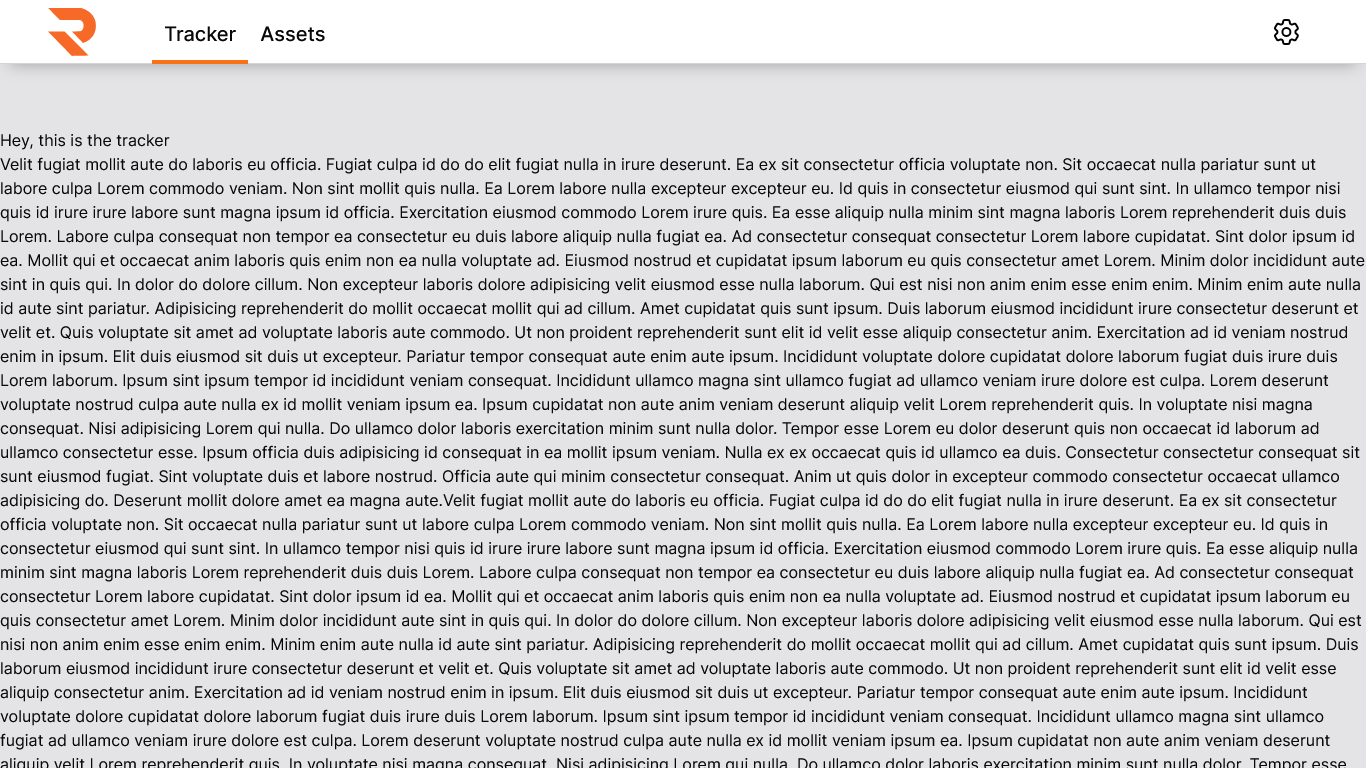 Tracker Assets
Hey, this is the tracker
Velit fugiat mollit aute do laboris eu officia. Fugiat culpa id do do elit fugiat nulla in irure deserunt. Ea ex sit consectetur officia voluptate non. Sit occaecat nulla pariatur sunt ut
labore culpa Lorem commodo veniam. Non sint mollit quis nulla. Ea Lorem labore nulla excepteur excepteur eu. Id quis in consectetur eiusmod qui sunt sint. In ullamco tempor nisi
quis id irure irure labore sunt magna ipsum id officia. Exercitation eiusmod commodo Lorem irure quis. Ea esse aliquip nulla minim sint magna laboris Lorem reprehenderit duis duis
Lorem. Labore culpa consequat non tempor ea consectetur eu duis labore aliquip nulla fugiat ea. Ad consectetur consequat consectetur Lorem labore cupidatat. Sint dolor ipsum id
ea. Mollit qui et occaecat anim laboris quis enim non ea nulla voluptate ad. Eiusmod nostrud et cupidatat ipsum laborum eu quis consectetur amet Lorem. Minim dolor incididunt aute
sint in quis qui. In dolor do dolore cillum. Non excepteur laboris dolore adipisicing velit eiusmod esse nulla laborum. Qui est nisi non anim enim esse enim enim. Minim enim aute nulla
id aute sint pariatur. Adipisicing reprehenderit do mollit occaecat mollit qui ad cillum. Amet cupidatat quis sunt ipsum. Duis laborum eiusmod incididunt irure consectetur deserunt et
velit et. Quis voluptate sit amet ad voluptate laboris aute commodo. Ut non proident reprehenderit sunt elit id velit esse aliquip consectetur anim. Exercitation ad id veniam nostrud
enim in ipsum. Elit duis eiusmod sit duis ut excepteur. Pariatur tempor consequat aute enim aute ipsum. Incididunt voluptate dolore cupidatat dolore laborum fugiat duis irure duis
Lorem laborum. Ipsum sint ipsum tempor id incididunt veniam consequat. Incididunt ullamco magna sint ullamco fugiat ad ullamco veniam irure dolore est culpa. Lorem deserunt
voluptate nostrud culpa aute nulla ex id mollit veniam ipsum ea. Ipsum cupidatat non aute anim veniam deserunt aliquip velit Lorem reprehenderit quis. In voluptate nisi magna
consequat. Nisi adipisicing Lorem qui nulla. Do ullamco dolor laboris exercitation minim sunt nulla dolor. Tempor esse Lorem eu dolor deserunt quis non occaecat id laborum ad
ullamco consectetur esse. Ipsum officia duis adipisicing id consequat in ea mollit ipsum veniam. Nulla ex ex occaecat quis id ullamco ea duis. Consectetur consectetur consequat sit
sunt eiusmod fugiat. Sint voluptate duis et labore nostrud. Officia aute qui minim consectetur consequat. Anim ut quis dolor in excepteur commodo consectetur occaecat ullamco
adipisicing do. Deserunt mollit dolore amet ea magna aute.Velit fugiat mollit aute do laboris eu officia. Fugiat culpa id do do elit fugiat nulla in irure deserunt. Ea ex sit consectetur
officia voluptate non. Sit occaecat nulla pariatur sunt ut labore culpa Lorem commodo veniam. Non sint mollit quis nulla. Ea Lorem labore nulla excepteur excepteur eu. Id quis in
consectetur eiusmod qui sunt sint. In ullamco tempor nisi quis id irure irure labore sunt magna ipsum id officia. Exercitation eiusmod commodo Lorem irure quis. Ea esse aliquip nulla
minim sint magna laboris Lorem reprehenderit duis duis Lorem. Labore culpa consequat non tempor ea consectetur eu duis labore aliquip nulla fugiat ea. Ad consectetur consequat
consectetur Lorem labore cupidatat. Sint dolor ipsum id ea. Mollit qui et occaecat anim laboris quis enim non ea nulla voluptate ad. Eiusmod nostrud et cupidatat ipsum laborum eu
quis consectetur amet Lorem. Minim dolor incididunt aute sint in quis qui. In dolor do dolore cillum. Non excepteur laboris dolore adipisicing velit eiusmod esse nulla laborum. Qui est
nisi non anim enim esse enim enim. Minim enim aute nulla id aute sint pariatur. Adipisicing reprehenderit do mollit occaecat mollit qui ad cillum. Amet cupidatat quis sunt ipsum. Duis
laborum eiusmod incididunt irure consectetur deserunt et velit et. Quis voluptate sit amet ad voluptate laboris aute commodo. Ut non proident reprehenderit sunt elit id velit esse
aliquip consectetur anim. Exercitation ad id veniam nostrud enim in ipsum. Elit duis eiusmod sit duis ut excepteur. Pariatur tempor consequat aute enim aute ipsum. Incididunt
voluptate dolore cupidatat dolore laborum fugiat duis irure duis Lorem laborum. Ipsum sint ipsum tempor id incididunt veniam consequat. Incididunt ullamco magna sint ullamco
fugiat ad ullamco veniam irure dolore est culpa. Lorem deserunt voluptate nostrud culpa aute nulla ex id mollit veniam ipsum ea. Ipsum cupidatat non aute anim veniam deserunt
aliquip velit Lorem reprehenderit quis. In voluptate nisi magna consequat. Nisi adipisicing Lorem qui nulla. Do ullamco dolor laboris exercitation minim sunt nulla dolor. Tempor esse